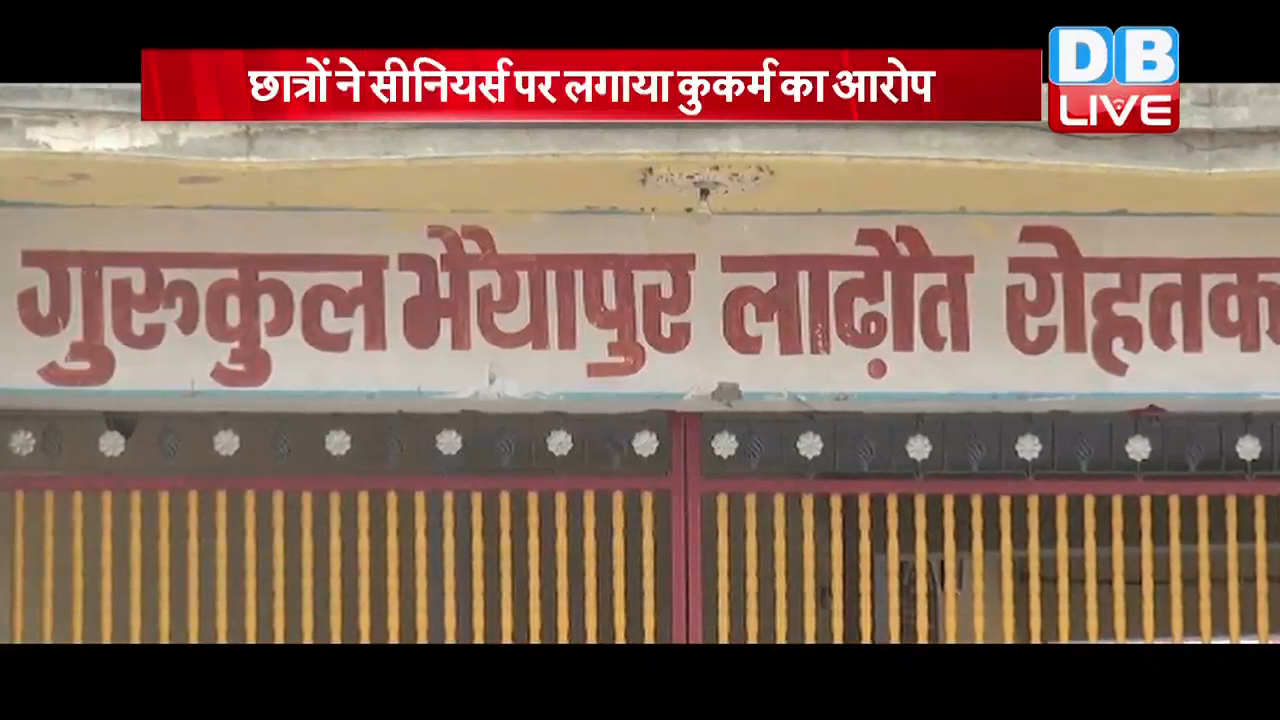 छात्रों ने सीनियर्स पर लगाया कुकर्म का आरोप
DB
LIVE
गुरुकुल भैयापुर लाढ़ौत रोहतक